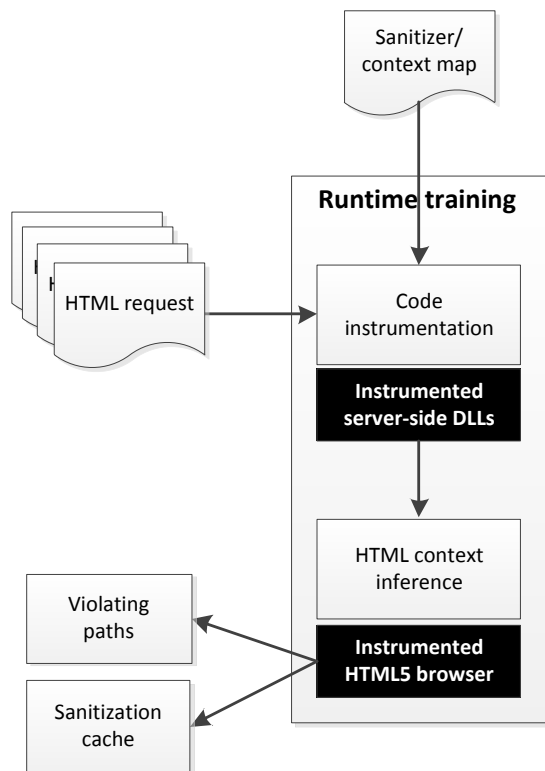 Sanitizer/
context map
Runtime training
HTML request
Code
instrumentation
Instrumented
server-side DLLs
HTML context
inference
Violating
paths
Instrumented
HTML5 browser
Sanitization
cache